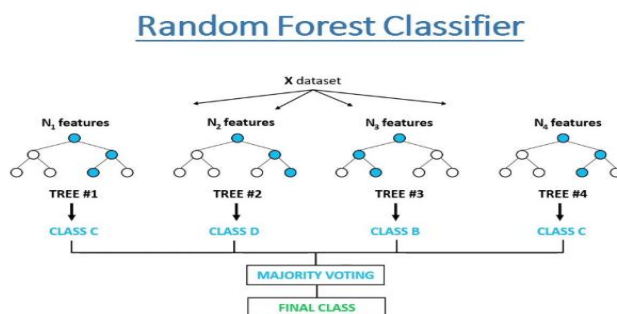 Random Forest Classifier
X dataset
N₁ features N₂ features N₃ features N₄ features
TREE #1 TREE #2 TREE #3 TREE #4
CLASS C CLASS D CLASS B CLASS C
MAJORITY VOTING
FINAL CLASS